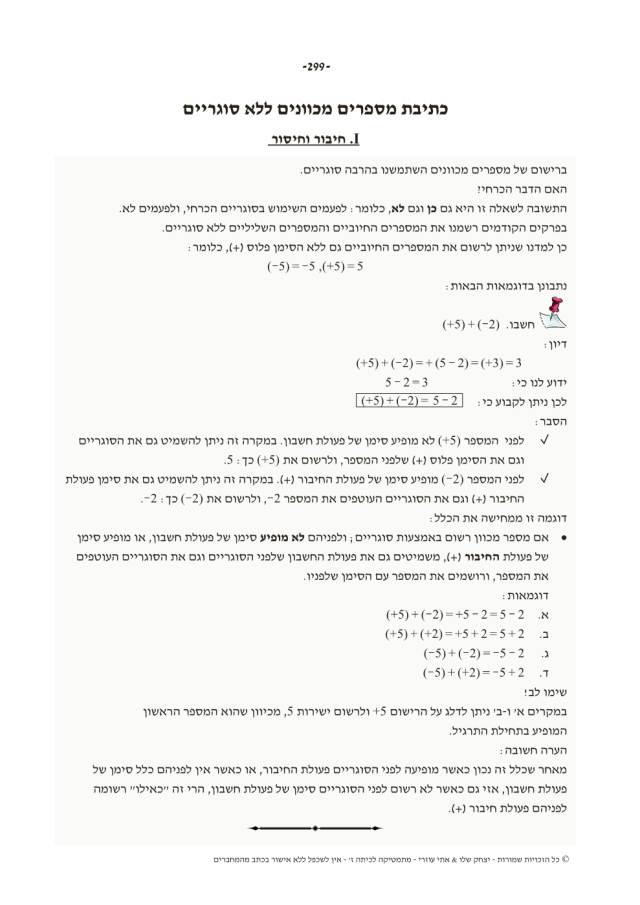 -299-
כתיבת מספרים מכוונים ללא סוגריים
I. חיבור וחיסור
ברישום של מספרים מכוונים השתמשנו בהרבה סוגריים.
האם הדבר הכרחי?
התשובה לשאלה זו היא גם כן וגם לא, כלומר: לפעמים השימוש בסוגריים הכרחי, ולפעמים לא.
בפרקים הקודמים רשמנו את המספרים החיוביים והמספרים השליליים ללא סוגריים.
כן למדנו שניתן לרשום את המספרים החיוביים גם ללא הסימן פלוס (+), כלומר:
(−5) = −5 ,(+5) = 5
נתבונן בדוגמאות הבאות:
חשבו. (+5) + (−2)
דיון:
(+5) + (−2) = + (5 − 2) = (+3) = 3
ידוע לנו כי: 5 − 2 = 3
לכן ניתן לקבוע כי: (+5) + (−2) = 5 − 2
הסבר:
√ לפני המספר (+5) לא מופיע סימן של פעולת חשבון. במקרה זה ניתן להשמיט גם את הסוגריים
וגם את הסימן פלוס (+) שלפני המספר, ולרשום את (+5) כך: 5.
√ לפני המספר (−2) מופיע סימן של פעולת החיבור (+). במקרה זה ניתן להשמיט גם את סימן פעולת
החיבור (+) וגם את הסוגריים העוטפים את המספר −2, ולרשום את (−2) כך: −2.
דוגמה זו ממחישה את הכלל:
• אם מספר מכוון רשום באמצעות סוגריים; ולפניהם לא מופיע סימן של פעולת חשבון, או מופיע סימן
של פעולת החיבור (+), משמיטים גם את פעולת החשבון שלפני הסוגריים וגם את הסוגריים העוטפים
את המספר, ורושמים את המספר עם הסימן שלפניו.
דוגמאות:
א. (+5) + (−2) = +5 − 2 = 5 − 2
ב. (+5) + (+2) = +5 + 2 = 5 + 2
ג. (−5) + (−2) = −5 − 2
ד. (−5) + (+2) = −5 + 2
שימו לב!
במקרים א' ו-ב' ניתן לדלג על הרישום +5 ולרשום ישירות 5, מכיוון שהוא המספר הראשון
המופיע בתחילת התרגיל.
הערה חשובה:
מאחר שכלל זה נכון כאשר מופיעה לפני הסוגריים פעולת החיבור, או כאשר אין לפניהם כלל סימן של
פעולת חשבון, אזי גם כאשר לא רשום לפני הסוגריים סימן של פעולת חשבון, הרי זה "כאילו" רשומה
לפניהם פעולת חיבור (+).
© כל הזכויות שמורות - יצחק שלו & אתי עוזרי - מתמטיקה לכיתה ז' - אין לשכפל ללא אישור בכתב מהמחברים